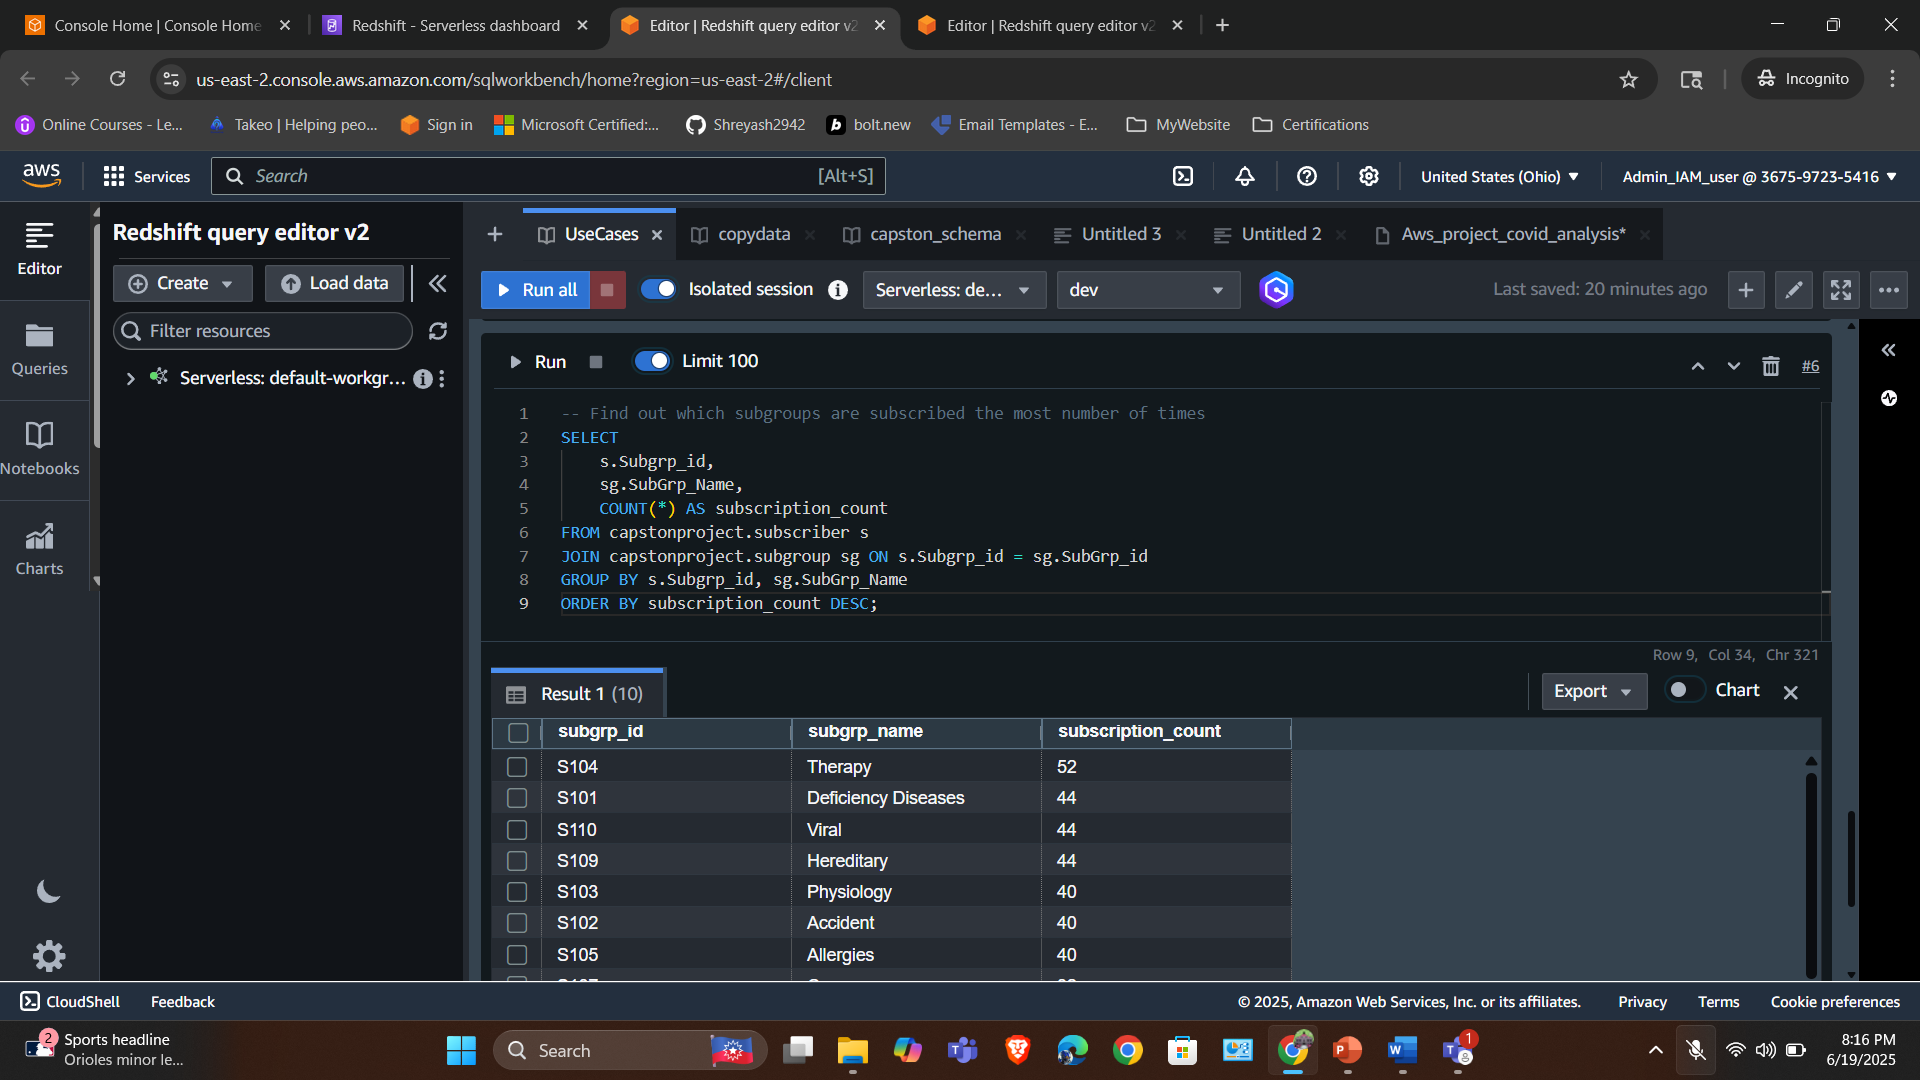 Console Home | Console Home
Redshift - Serverless dashboard
Editor | Redshift query editor v2
Editor | Redshift query editor v2
us-east-2.console.aws.amazon.com/sqlworkbench/home?region=us-east-2#/client
Incognito
Online Courses - Le...
Takeo | Helping peo...
Sign in
Microsoft Certified:...
Shreyash2942
bolt.new
Email Templates - E...
MyWebsite
Certifications
aws
Services
Search
[Alt+S]
United States (Ohio)
Admin_IAM_user @ 3675-9723-5416
Editor
Queries
Notebooks
Charts
Redshift query editor v2
Create
Load data
Filter resources
Serverless: default-workgr...
UseCases
copydata
capston_schema
Untitled 3
Untitled 2
Aws_project_covid_analysis*
Run all
Isolated session
Serverless: de...
dev
Last saved: 20 minutes ago
Run
Limit 100
#6
1 -- Find out which subgroups are subscribed the most number of times
2 SELECT
3 s.Subgrp_id,
4 sg.SubGrp_Name,
5 COUNT(*) AS subscription_count
6 FROM capstonproject.subscriber s
7 JOIN capstonproject.subgroup sg ON s.Subgrp_id = sg.SubGrp_id
8 GROUP BY s.Subgrp_id, sg.SubGrp_Name
9 ORDER BY subscription_count DESC;
Row 9, Col 34, Chr 321
Result 1 (10)
Export
Chart
subgrp_id subgrp_name subscription_count
S104 Therapy 52
S101 Deficiency Diseases 44
S110 Viral 44
S109 Hereditary 44
S103 Physiology 40
S102 Accident 40
S105 Allergies 40
CloudShell
Feedback
© 2025, Amazon Web Services, Inc. or its affiliates.
Privacy
Terms
Cookie preferences
2
Sports headline
Orioles minor le...
Search
1
8:16 PM
6/19/2025